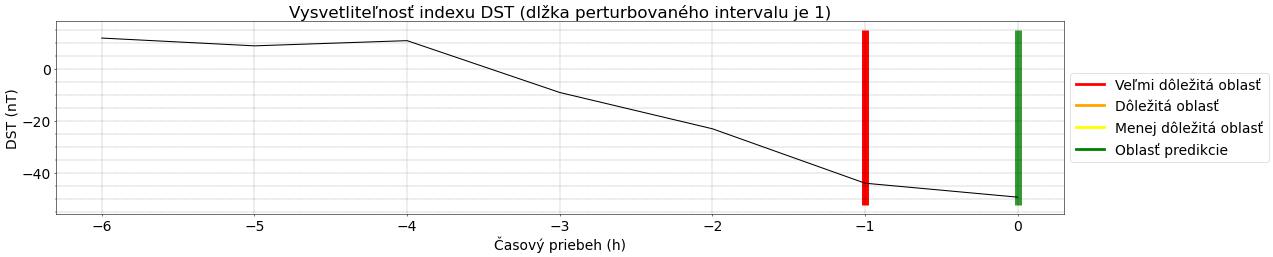 Vysvetliteľnosť indexu DST (dĺžka perturbovaného intervalu je 1)
DST (nT)
0
−20
−40
−6 −5 −4 −3 −2 −1 0
Časový priebeh (h)
Veľmi dôležitá oblasť
Dôležitá oblasť
Menej dôležitá oblasť
Oblasť predikcie